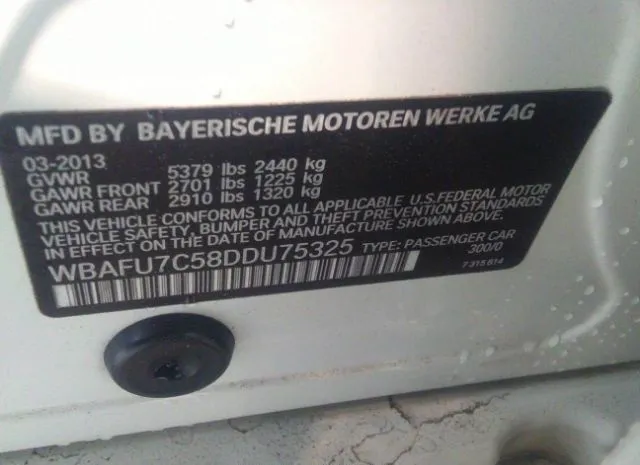 MFD BY BAYERISCHE MOTOREN WERKE AG
03-2013
GVWR 5379 lbs 2440 kg
GAWR FRONT 2701 lbs 1225 kg
GAWR REAR 2910 lbs 1320 kg
THIS VEHICLE CONFORMS TO ALL APPLICABLE U.S.FEDERAL MOTOR
VEHICLE SAFETY, BUMPER AND THEFT PREVENTION STANDARDS
IN EFFECT ON THE DATE OF MANUFACTURE SHOWN ABOVE.
WBAFU7C58DDU75325 TYPE: PASSENGER CAR
300/0
7 315 614